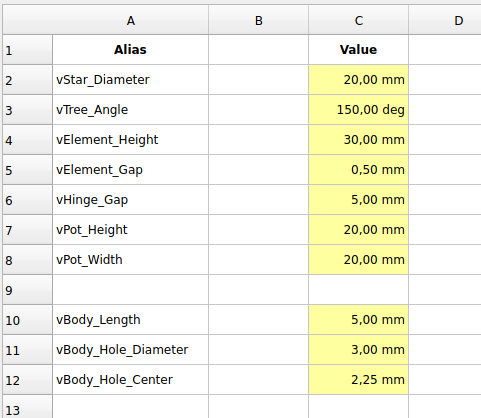 A B C D
1 Alias Value
2 vStar_Diameter 20,00 mm
3 vTree_Angle 150,00 deg
4 vElement_Height 30,00 mm
5 vElement_Gap 0,50 mm
6 vHinge_Gap 5,00 mm
7 vPot_Height 20,00 mm
8 vPot_Width 20,00 mm
9
10 vBody_Length 5,00 mm
11 vBody_Hole_Diameter 3,00 mm
12 vBody_Hole_Center 2,25 mm
13